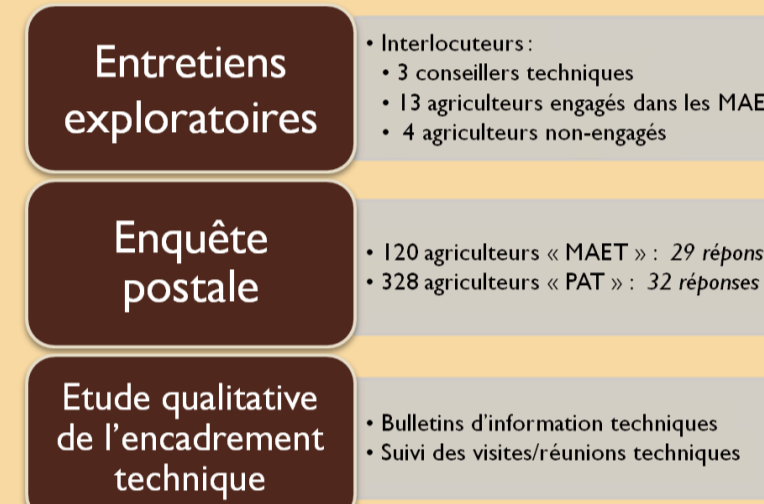 Entretiens
exploratoires
• Interlocuteurs :
• 3 conseillers techniques
• 13 agriculteurs engagés dans les MAE
• 4 agriculteurs non-engagés
Enquête
postale
• 120 agriculteurs « MAET » : 29 répons
• 328 agriculteurs « PAT » : 32 réponses
Etude qualitative
de l'encadrement
technique
• Bulletins d'information techniques
• Suivi des visites/réunions techniques